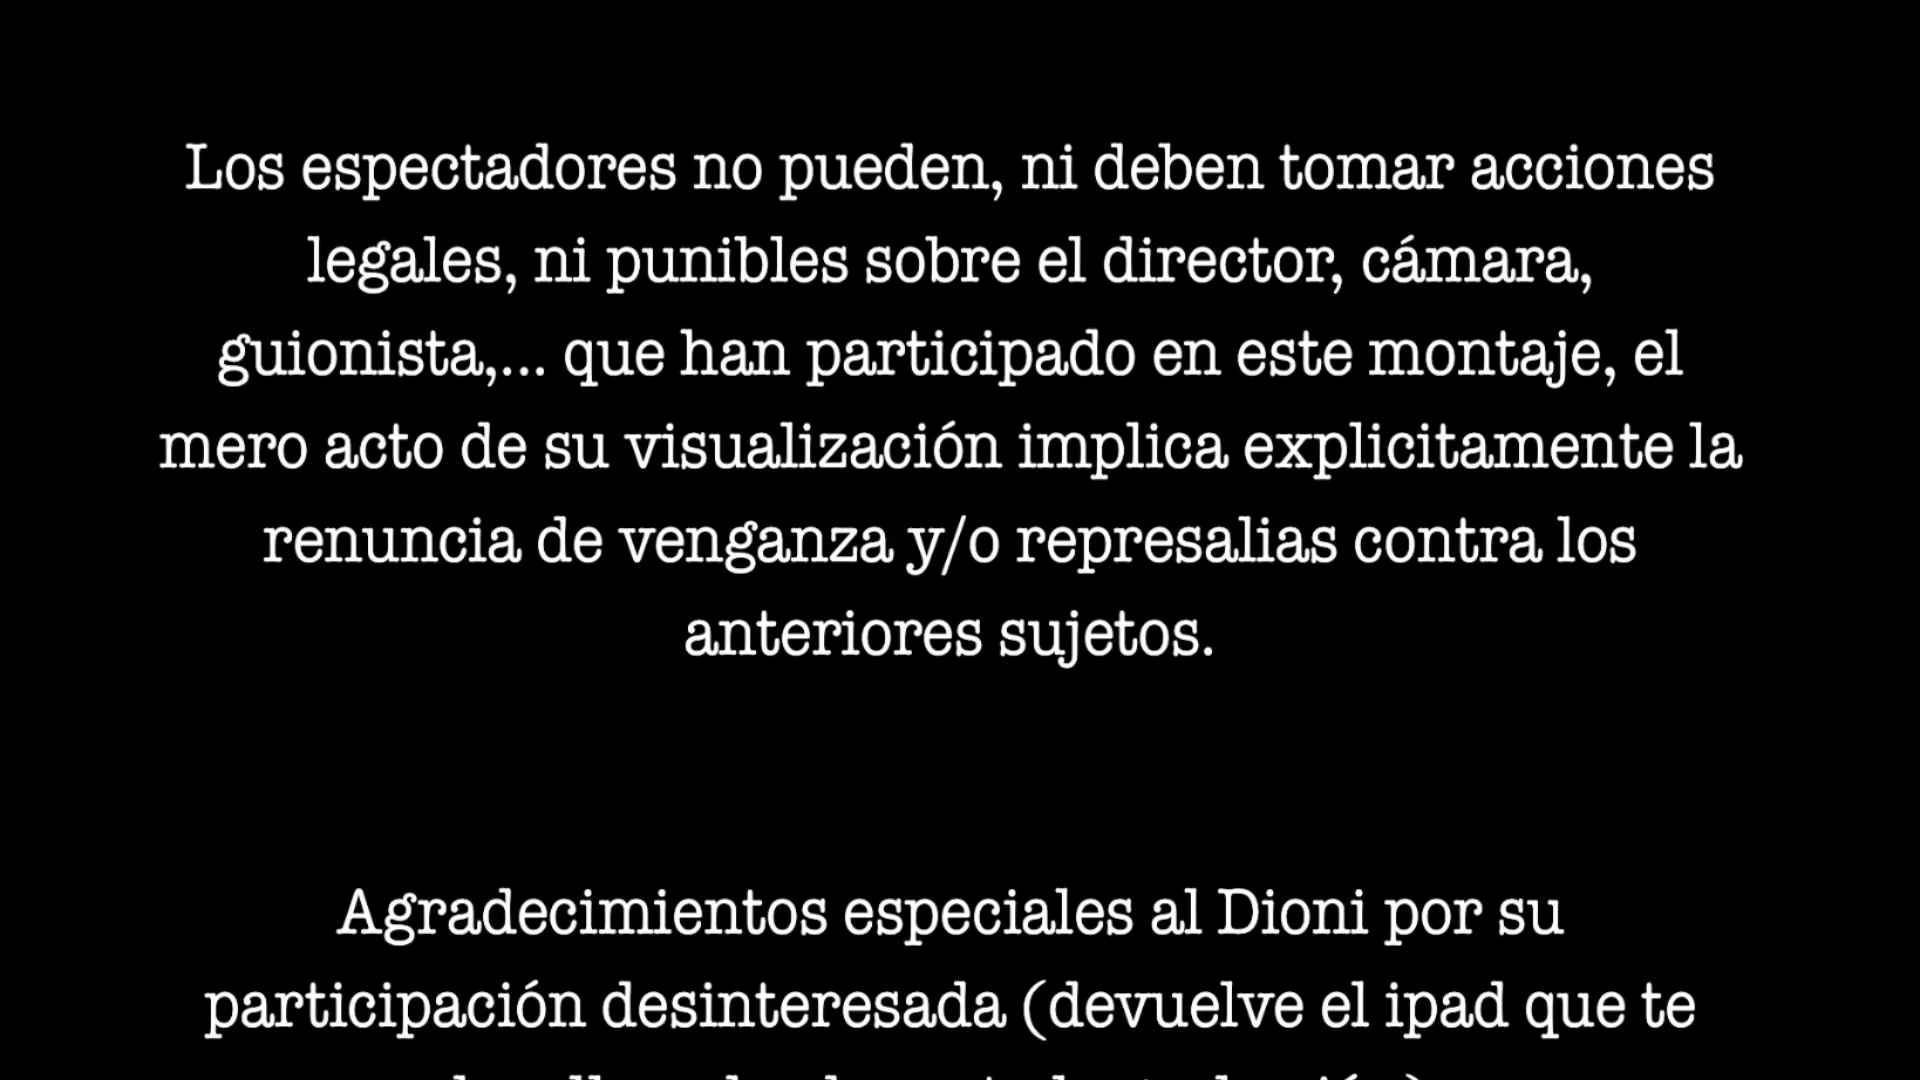 Los espectadores no pueden, ni deben tomar acciones
legales, ni punibles sobre el director, cámara,
guionista,... que han participado en este montaje, el
mero acto de su visualización implica explicitamente la
renuncia de venganza y/o represalias contra los
anteriores sujetos.
Agradecimientos especiales al Dioni por su
participación desinteresada (devuelve el ipad que te